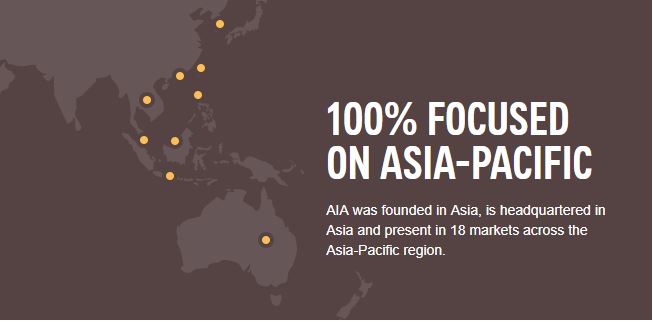 100% FOCUSED
ON ASIA-PACIFIC
AIA was founded in Asia, is headquartered in
Asia and present in 18 markets across the
Asia-Pacific region.